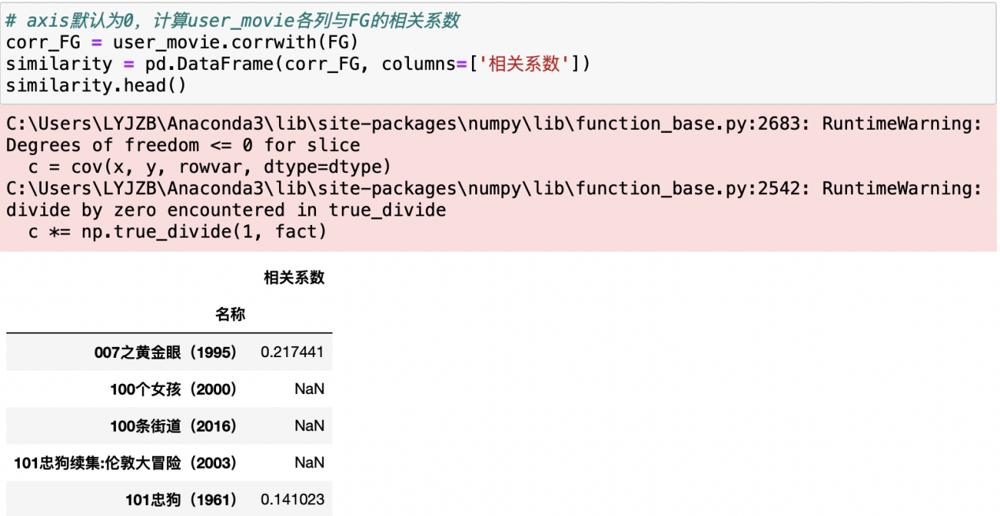 # axis默认为0，计算user_movie各列与FG的相关系数
corr_FG = user_movie.corrwith(FG)
similarity = pd.DataFrame(corr_FG, columns=['相关系数'])
similarity.head()
C:\Users\LYJZB\Anaconda3\lib\site-packages\numpy\lib\function_base.py:2683: RuntimeWarning:
Degrees of freedom <= 0 for slice
  c = cov(x, y, rowvar, dtype=dtype)
C:\Users\LYJZB\Anaconda3\lib\site-packages\numpy\lib\function_base.py:2542: RuntimeWarning:
divide by zero encountered in true_divide
  c *= np.true_divide(1, fact)
相关系数
名称
007之黄金眼（1995） 0.217441
100个女孩（2000） NaN
100条街道（2016） NaN
101忠狗续集:伦敦大冒险（2003） NaN
101忠狗（1961） 0.141023